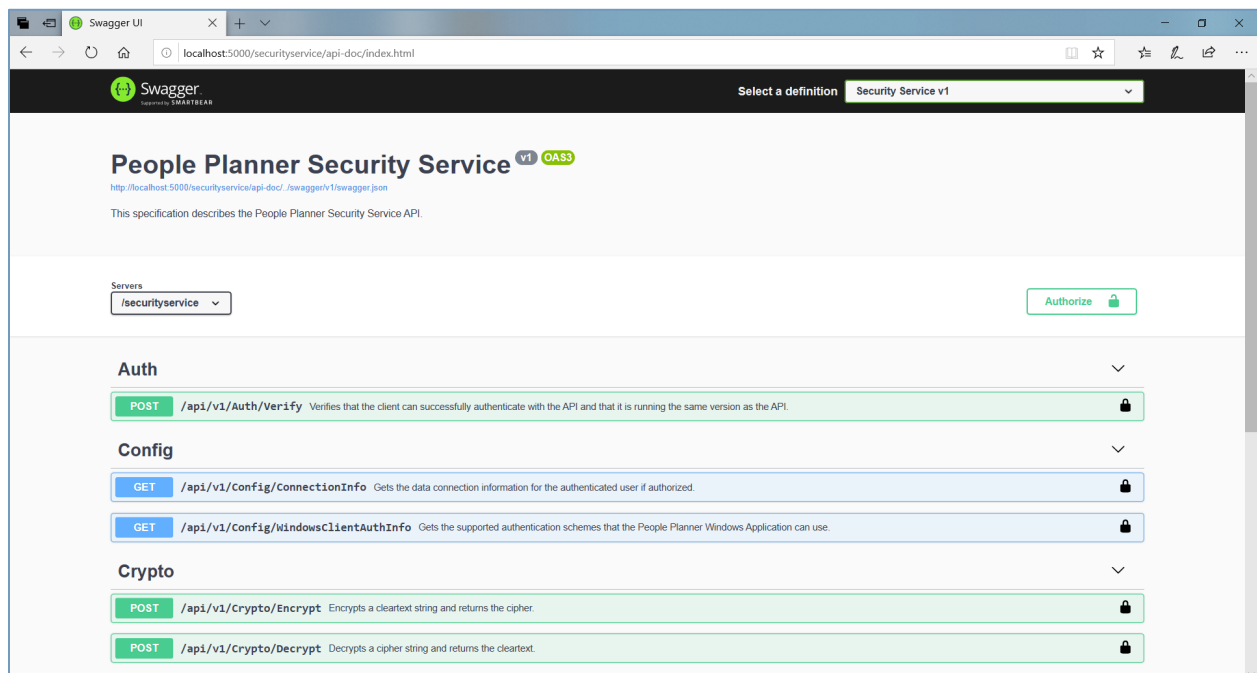 Swagger UI
localhost:5000/securityservice/api-doc/index.html
Swagger.
Supported by SMARTBEAR
Select a definition
Security Service v1
People Planner Security Service v1 OAS3
http://localhost:5000/securityservice/api-doc/../swagger/v1/swagger.json
This specification describes the People Planner Security Service API.
Servers
/securityservice
Authorize
Auth
POST /api/v1/Auth/Verify Verifies that the client can successfully authenticate with the API and that it is running the same version as the API.
Config
GET /api/v1/Config/ConnectionInfo Gets the data connection information for the authenticated user if authorized.
GET /api/v1/Config/WindowsClientAuthInfo Gets the supported authentication schemes that the People Planner Windows Application can use.
Crypto
POST /api/v1/Crypto/Encrypt Encrypts a cleartext string and returns the cipher.
POST /api/v1/Crypto/Decrypt Decrypts a cipher string and returns the cleartext.